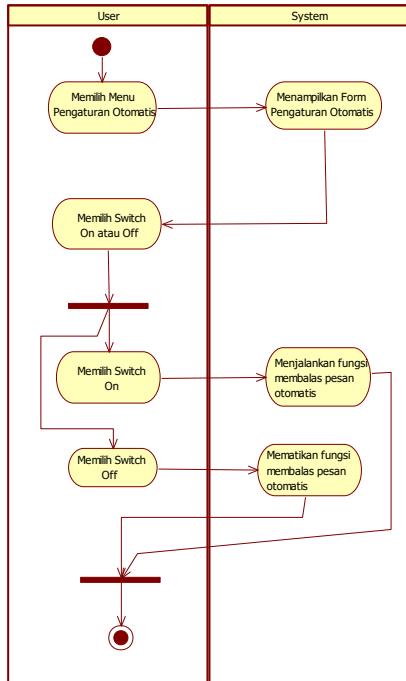 User
System
Memilih Menu
Pengaturan Otomatis
Menampilkan Form
Pengaturan Otomatis
Memilih Switch
On atau Off
Memilih Switch
On
Menjalankan fungsi
membalas pesan
otomatis
Memilih Switch
Off
Mematikan fungsi
membalas pesan
otomatis